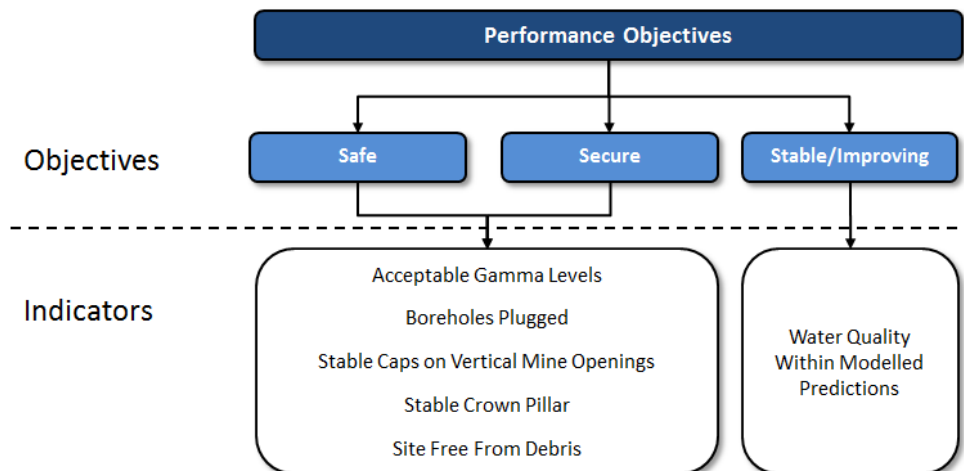 Performance Objectives
Objectives
Safe
Secure
Stable/Improving
Indicators
Acceptable Gamma Levels
Boreholes Plugged
Stable Caps on Vertical Mine Openings
Stable Crown Pillar
Site Free From Debris
Water Quality
Within Modelled
Predictions